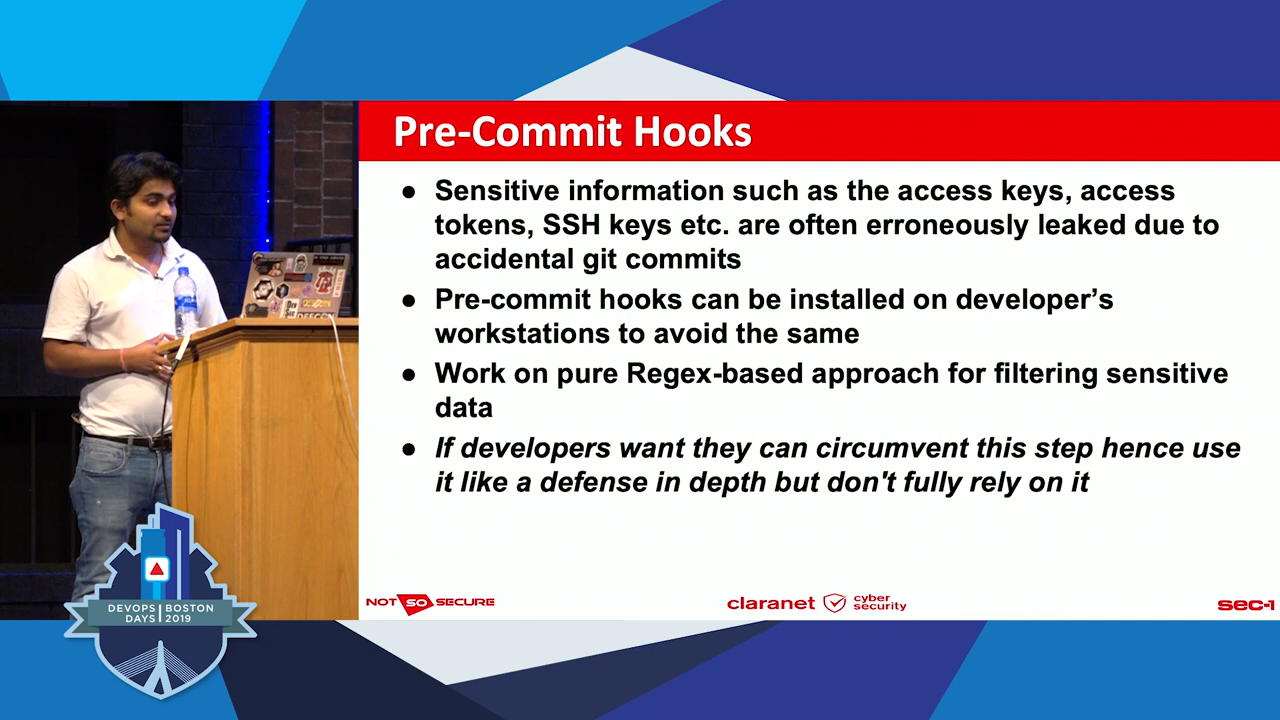 Pre-Commit Hooks
● Sensitive information such as the access keys, access
tokens, SSH keys etc. are often erroneously leaked due to
accidental git commits
● Pre-commit hooks can be installed on developer’s
workstations to avoid the same
● Work on pure Regex-based approach for filtering sensitive
data
● If developers want they can circumvent this step hence use
it like a defense in depth but don't fully rely on it
NOT SO SECURE
claranet cyber
security
sec-1
DEVOPS BOSTON
DAYS 2019